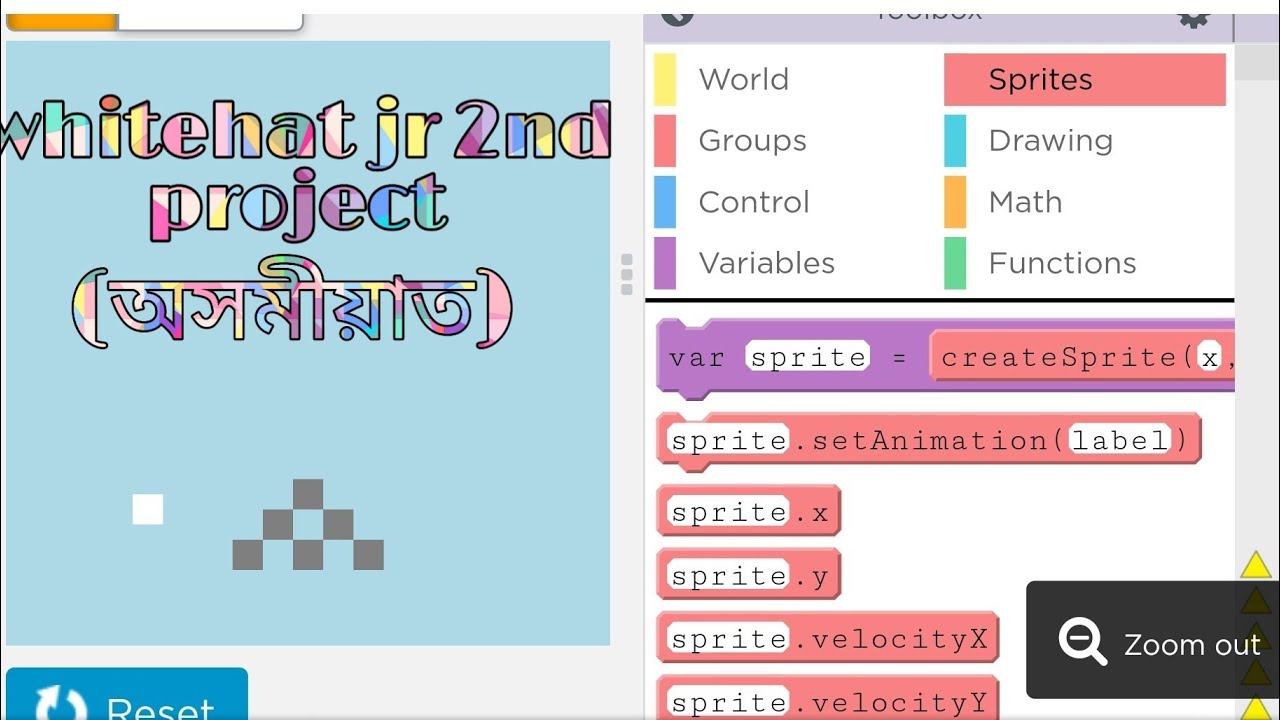 Toolbox
whitehat jr 2nd
project
(অসমীয়াত)
World
Sprites
Groups
Drawing
Control
Math
Variables
Functions
var sprite = createSprite(x,
sprite.setAnimation(label)
sprite.x
sprite.y
sprite.velocityX
sprite.velocityY
Zoom out
Reset